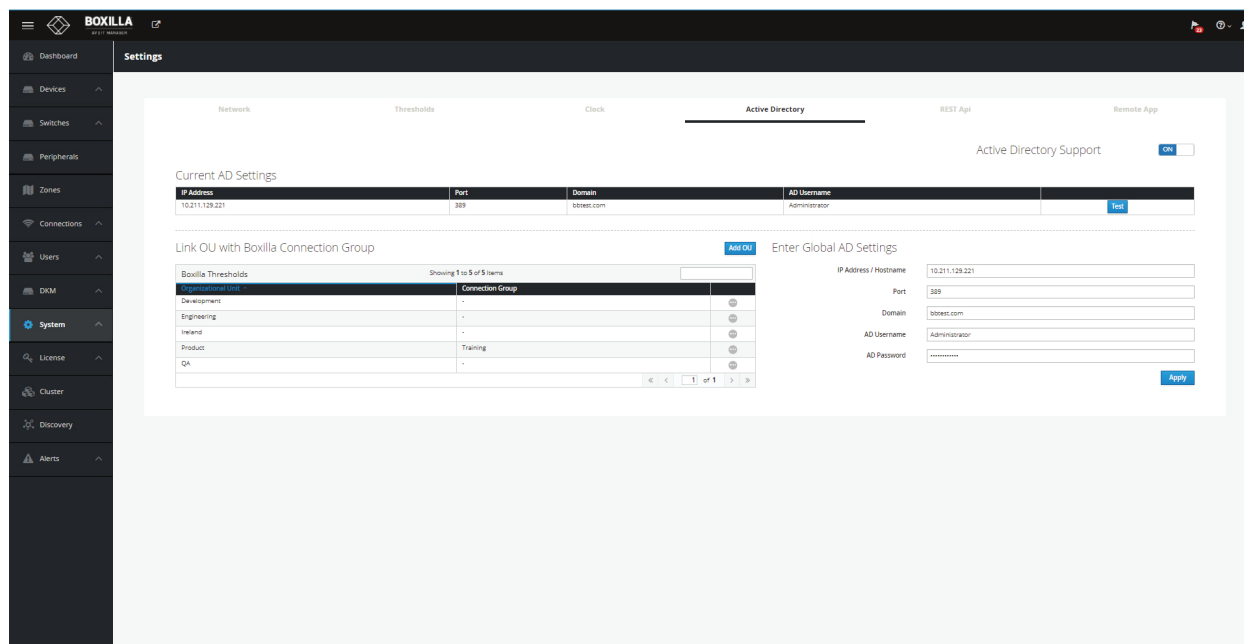 BOXILLA
23
Dashboard
Settings
Devices
Switches
Peripherals
Zones
Connections
Users
DKM
System
License
Cluster
Discovery
Alerts
Network Thresholds Clock Active Directory REST Api Remote App
Active Directory Support ON
Current AD Settings
IP Address Port Domain AD Username
10.211.129.221 389 bbtest.com Administrator Test
Link OU with Boxilla Connection Group Add OU
Boxilla Thresholds Showing 1 to 5 of 5 Items
Organizational Unit Connection Group
Development -
Engineering -
Ireland -
Product Training
QA -
1 of 1
Enter Global AD Settings
IP Address / Hostname 10.211.129.221
Port 389
Domain bbtest.com
AD Username Administrator
AD Password ••••••••••••
Apply